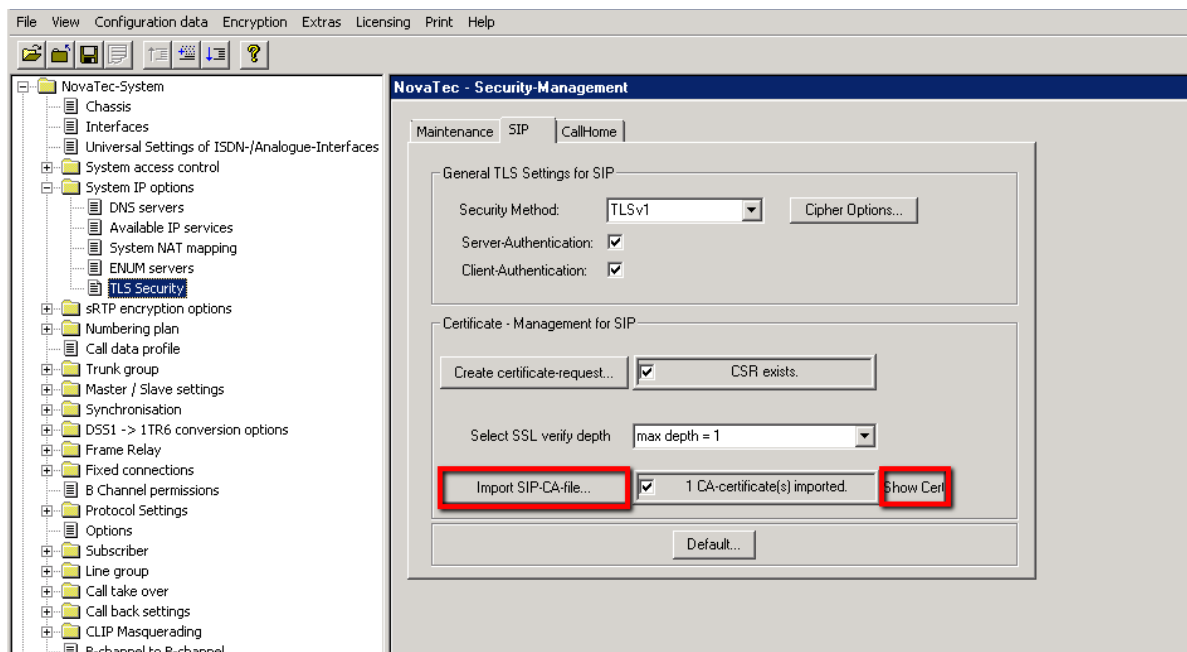 File View Configuration data Encryption Extras Licensing Print Help
NovaTec-System
Chassis
Interfaces
Universal Settings of ISDN-/Analogue-Interfaces
System access control
System IP options
DNS servers
Available IP services
System NAT mapping
ENUM servers
TLS Security
sRTP encryption options
Numbering plan
Call data profile
Trunk group
Master / Slave settings
Synchronisation
DSS1 -> 1TR6 conversion options
Frame Relay
Fixed connections
B Channel permissions
Protocol Settings
Options
Subscriber
Line group
Call take over
Call back settings
CLIP Masquerading
B-channel to B-channel
NovaTec - Security-Management
Maintenance SIP CallHome
General TLS Settings for SIP
Security Method: TLSv1 Cipher Options...
Server-Authentication:
Client-Authentication:
Certificate - Management for SIP
Create certificate-request... CSR exists.
Select SSL verify depth max depth = 1
Import SIP-CA-file... 1 CA-certificate(s) imported. Show Cert
Default...